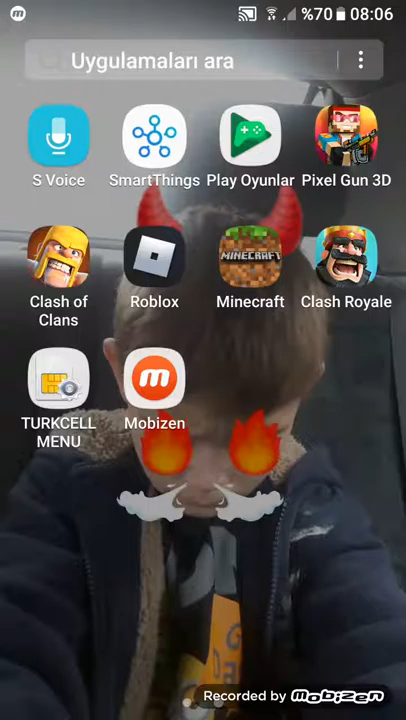 %70 08:06
Uygulamaları ara
S Voice
SmartThings
Play Oyunlar
Pixel Gun 3D
MINECRAFT
Clash of
Clans
Roblox
Minecraft
Clash Royale
TURKCELL
MENU
Mobizen
Recorded by Mobizen